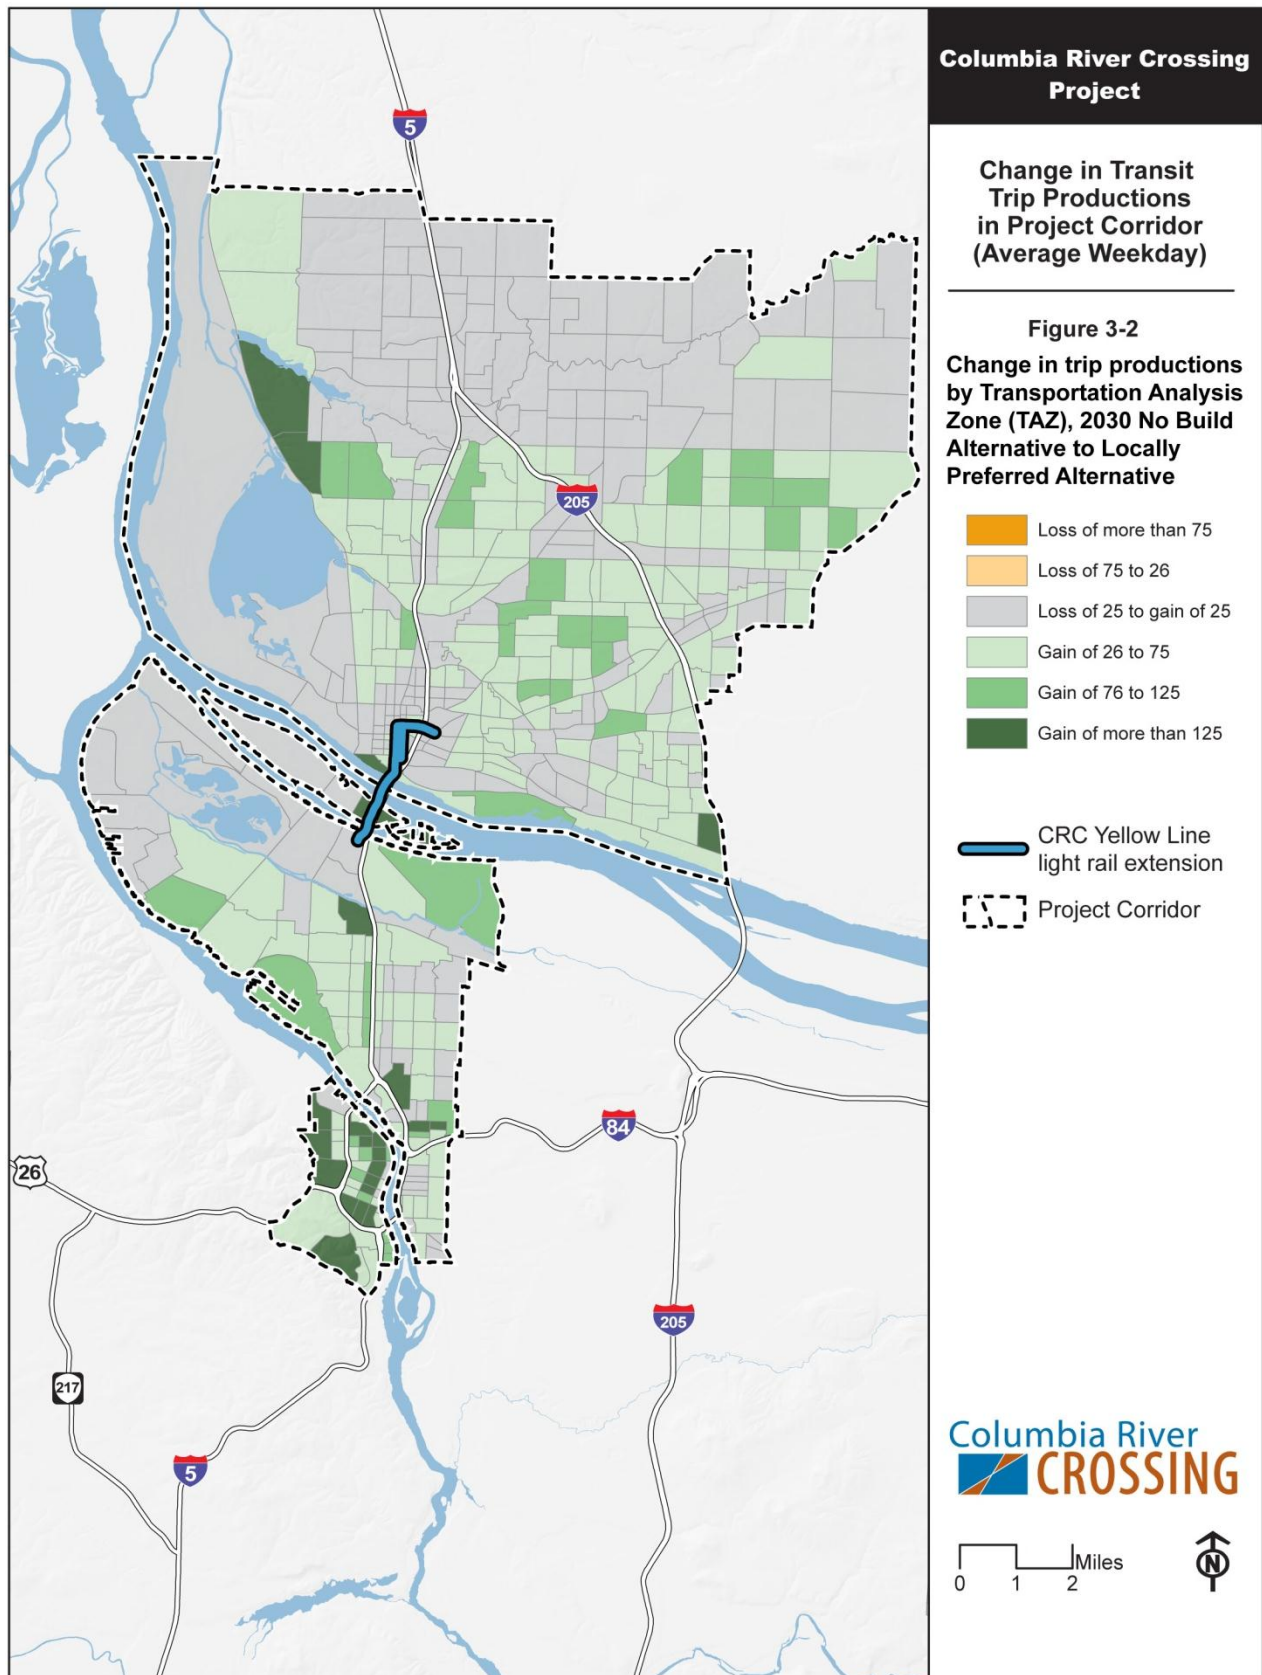 Columbia River Crossing
Project
Change in Transit
Trip Productions
in Project Corridor
(Average Weekday)
Figure 3-2
Change in trip productions
by Transportation Analysis
Zone (TAZ), 2030 No Build
Alternative to Locally
Preferred Alternative
Loss of more than 75
Loss of 75 to 26
Loss of 25 to gain of 25
Gain of 26 to 75
Gain of 76 to 125
Gain of more than 125
CRC Yellow Line
light rail extension
Project Corridor
Columbia River
CROSSING
Miles
0 1 2
N
5
205
84
26
205
217
5